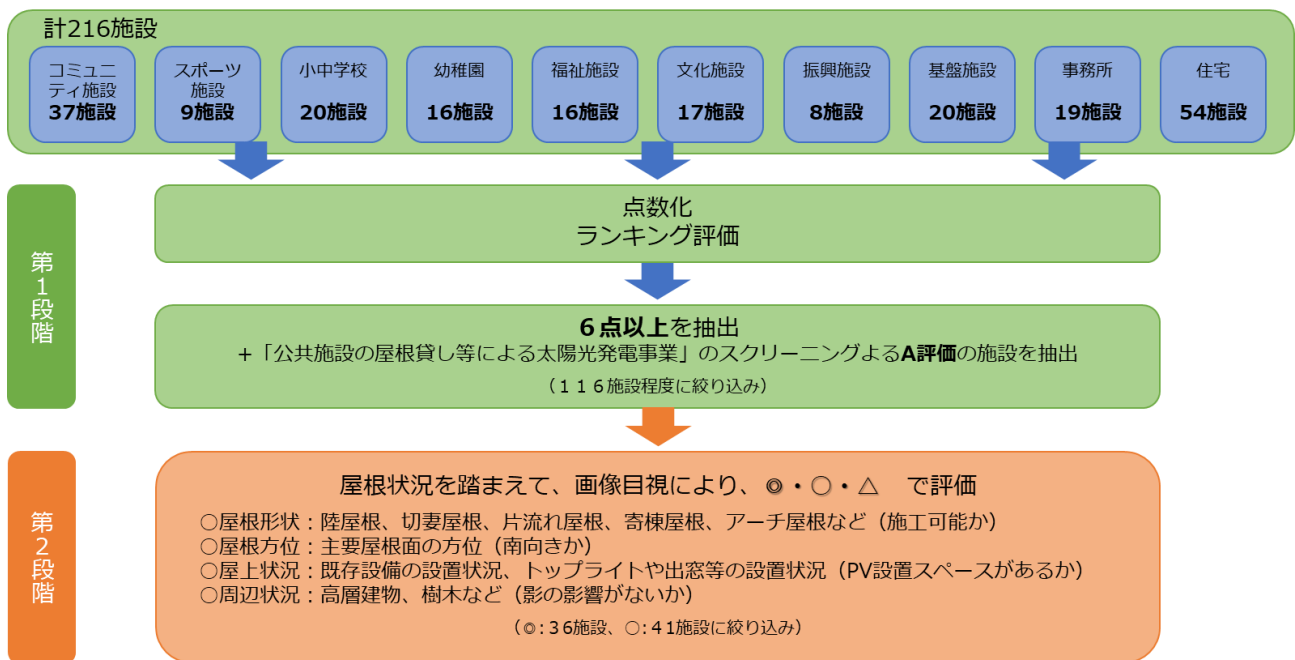 計216施設
コミュニ
ティ施設
37施設
スポーツ
施設
9施設
小中学校
20施設
幼稚園
16施設
福祉施設
16施設
文化施設
17施設
振興施設
8施設
基盤施設
20施設
事務所
19施設
住宅
54施設
第1段階
点数化
ランキング評価
6点以上を抽出
+「公共施設の屋根貸し等による太陽光発電事業」のスクリーニングよるA評価の施設を抽出
（116施設程度に絞り込み）
第2段階
屋根状況を踏まえて、画像目視により、◎・○・△ で評価
○屋根形状：陸屋根、切妻屋根、片流れ屋根、寄棟屋根、アーチ屋根など（施工可能か）
○屋根方位：主要屋根面の方位（南向きか）
○屋上状況：既存設備の設置状況、トップライトや出窓等の設置状況（PV設置スペースがあるか）
○周辺状況：高層建物、樹木など（影の影響がないか）
（◎:36施設、○:41施設に絞り込み）